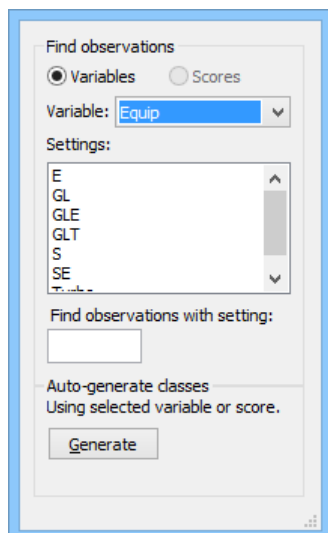 Find observations
Variables Scores
Variable: Equip
Settings:
E
GL
GLE
GLT
S
SE
Turbo
Find observations with setting:
Auto-generate classes
Using selected variable or score.
Generate